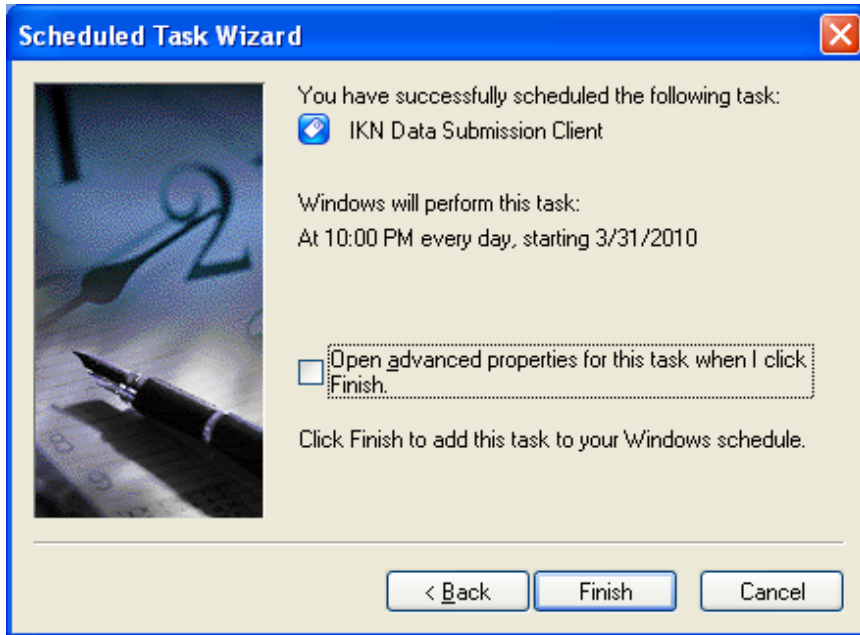 Scheduled Task Wizard
You have successfully scheduled the following task:
IKN Data Submission Client
Windows will perform this task:
At 10:00 PM every day, starting 3/31/2010
Open advanced properties for this task when I click
Finish.
Click Finish to add this task to your Windows schedule.
< Back
Finish
Cancel